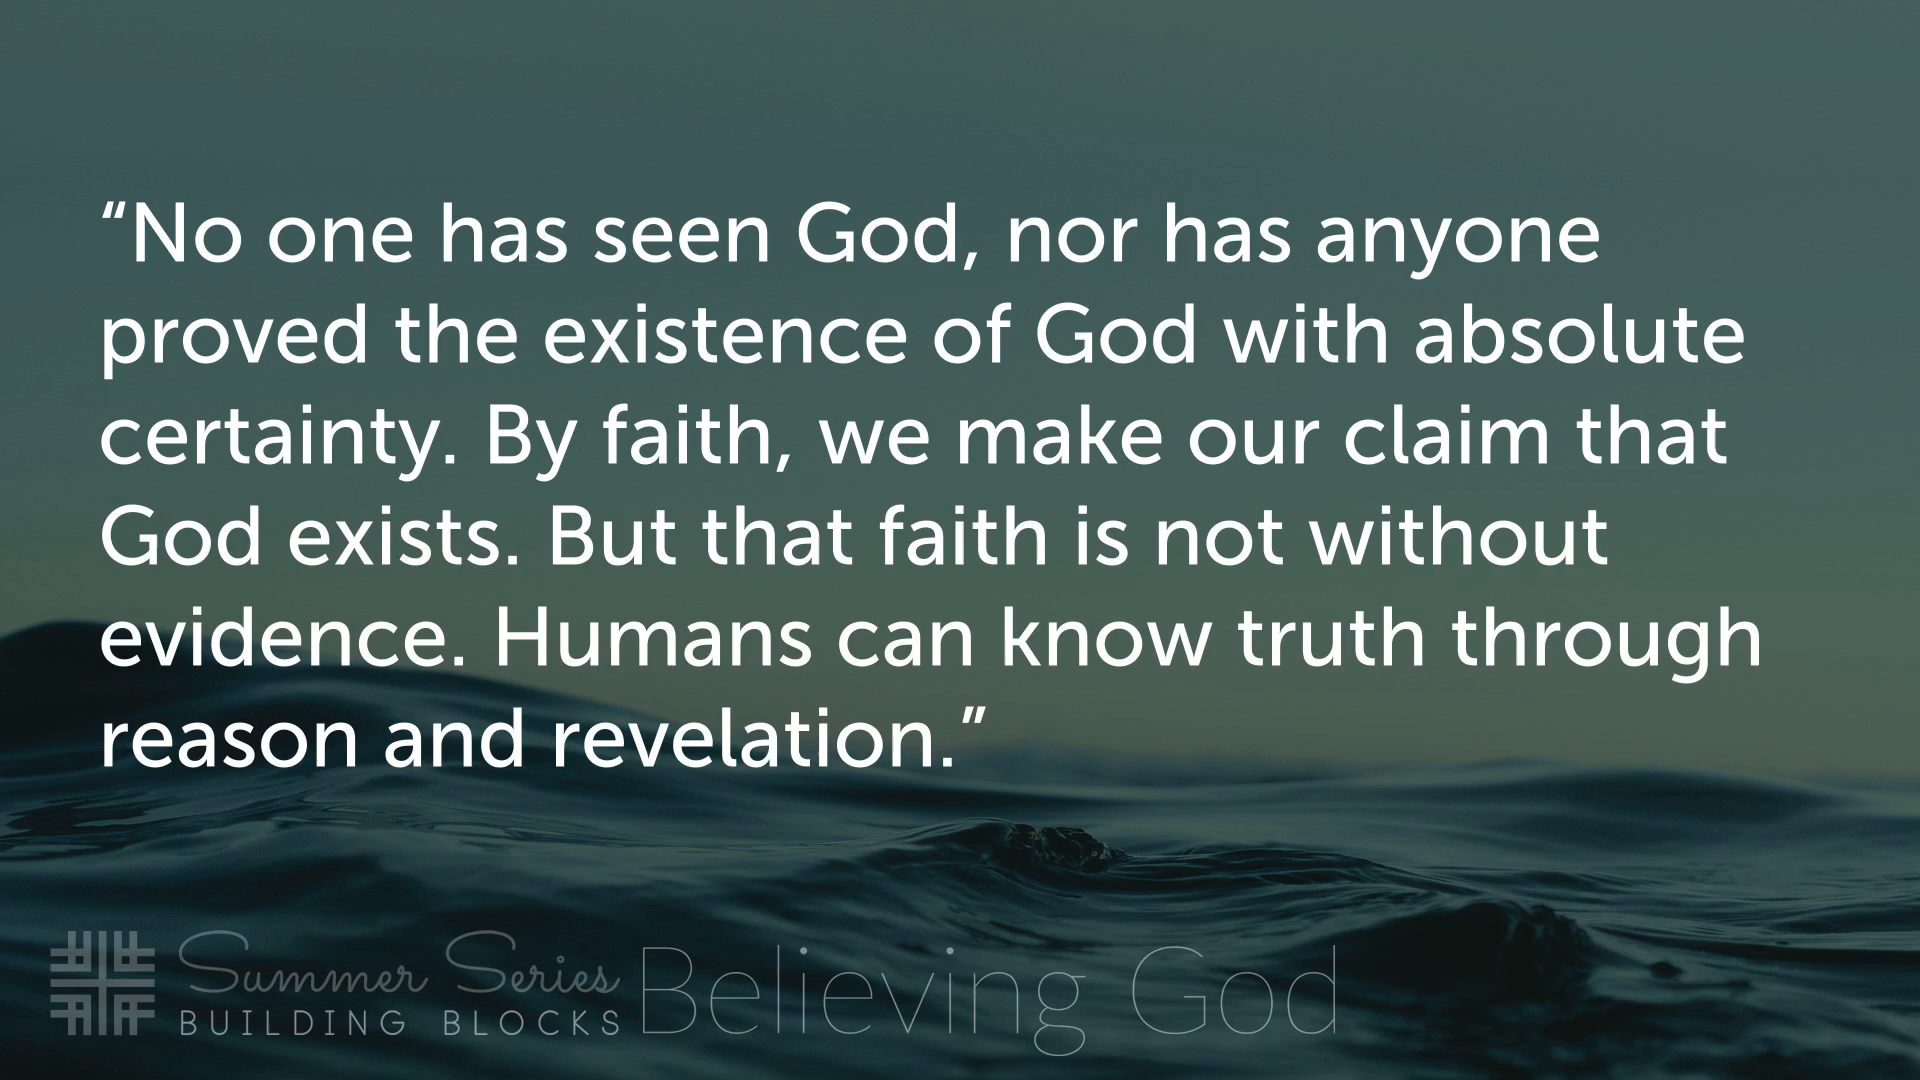 “No one has seen God, nor has anyone
proved the existence of God with absolute
certainty. By faith, we make our claim that
God exists. But that faith is not without
evidence. Humans can know truth through
reason and revelation.”
Summer Series
BUILDING BLOCKS
Believing God